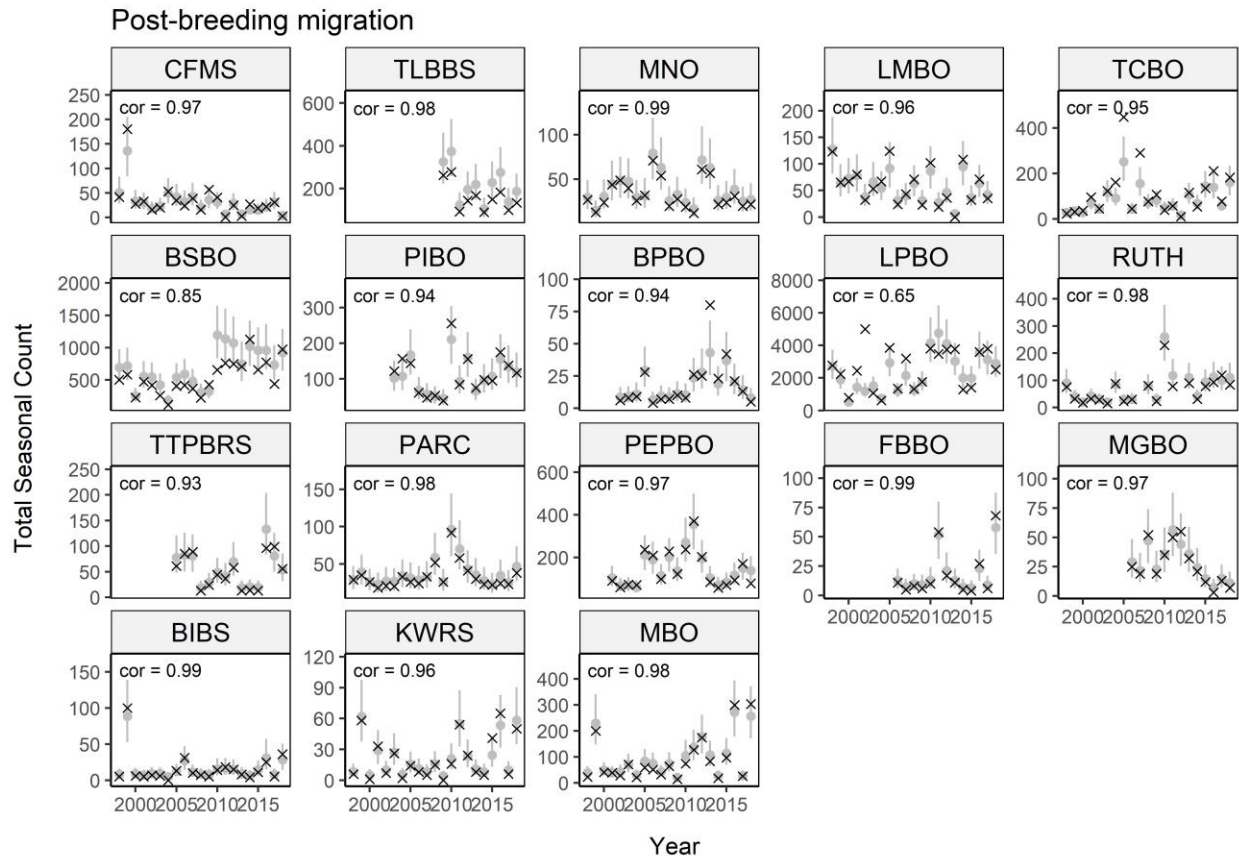 Post-breeding migration
CFMS TLBBS MNO LMBO TCBO
cor = 0.97 cor = 0.98 cor = 0.99 cor = 0.96 cor = 0.95
250 200 150 100 50 0
600 400 200
100 50
200 150 100 50 0
400 200 0
BSBO PIBO BPBO LPBO RUTH
cor = 0.85 cor = 0.94 cor = 0.94 cor = 0.65 cor = 0.98
2000 1500 1000 500
300 200 100
100 75 50 25 0
8000 6000 4000 2000 0
400 300 200 100 0
TTPBRS PARC PEPBO FBBO MGBO
cor = 0.93 cor = 0.98 cor = 0.97 cor = 0.99 cor = 0.97
250 200 150 100 50 0
150 100 50 0
600 400 200
100 75 50 25 0
100 75 50 25 0
2000 2005 2010 2015 2000 2005 2010 2015
BIBS KWRS MBO
cor = 0.99 cor = 0.96 cor = 0.98
150 100 50 0
120 90 60 30 0
400 300 200 100 0
2000 2005 2010 2015 2000 2005 2010 2015 2000 2005 2010 2015
Total Seasonal Count
Year